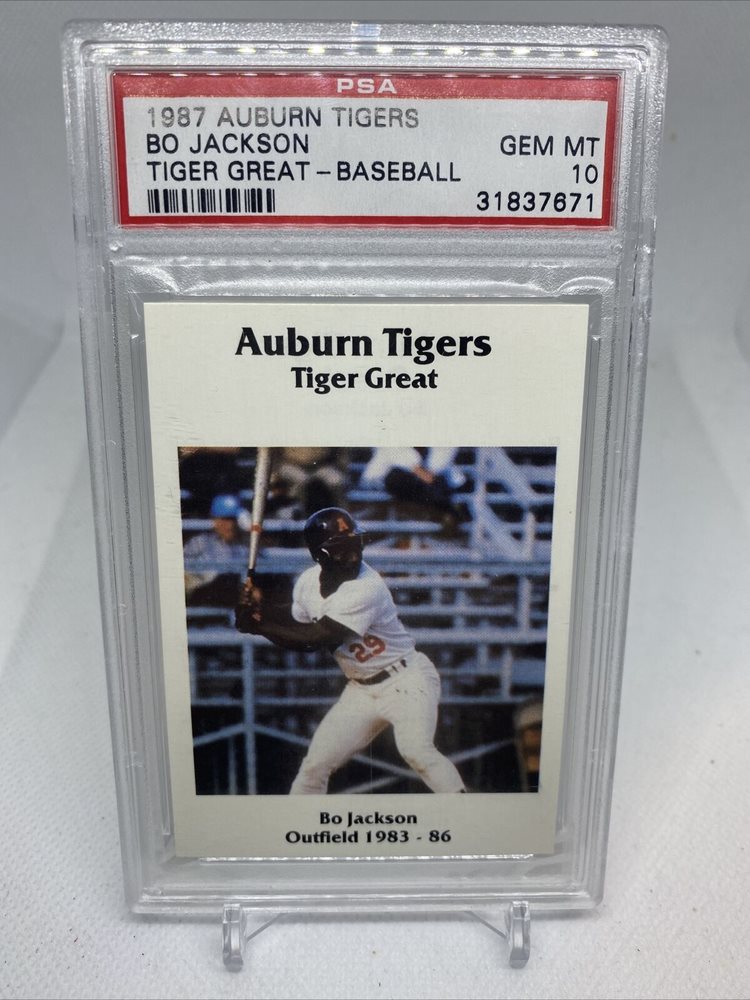 PSA
1987 AUBURN TIGERS
BO JACKSON GEM MT
TIGER GREAT - BASEBALL 10
31837671
Auburn Tigers
Tiger Great
A
29
Bo Jackson
Outfield 1983 - 86